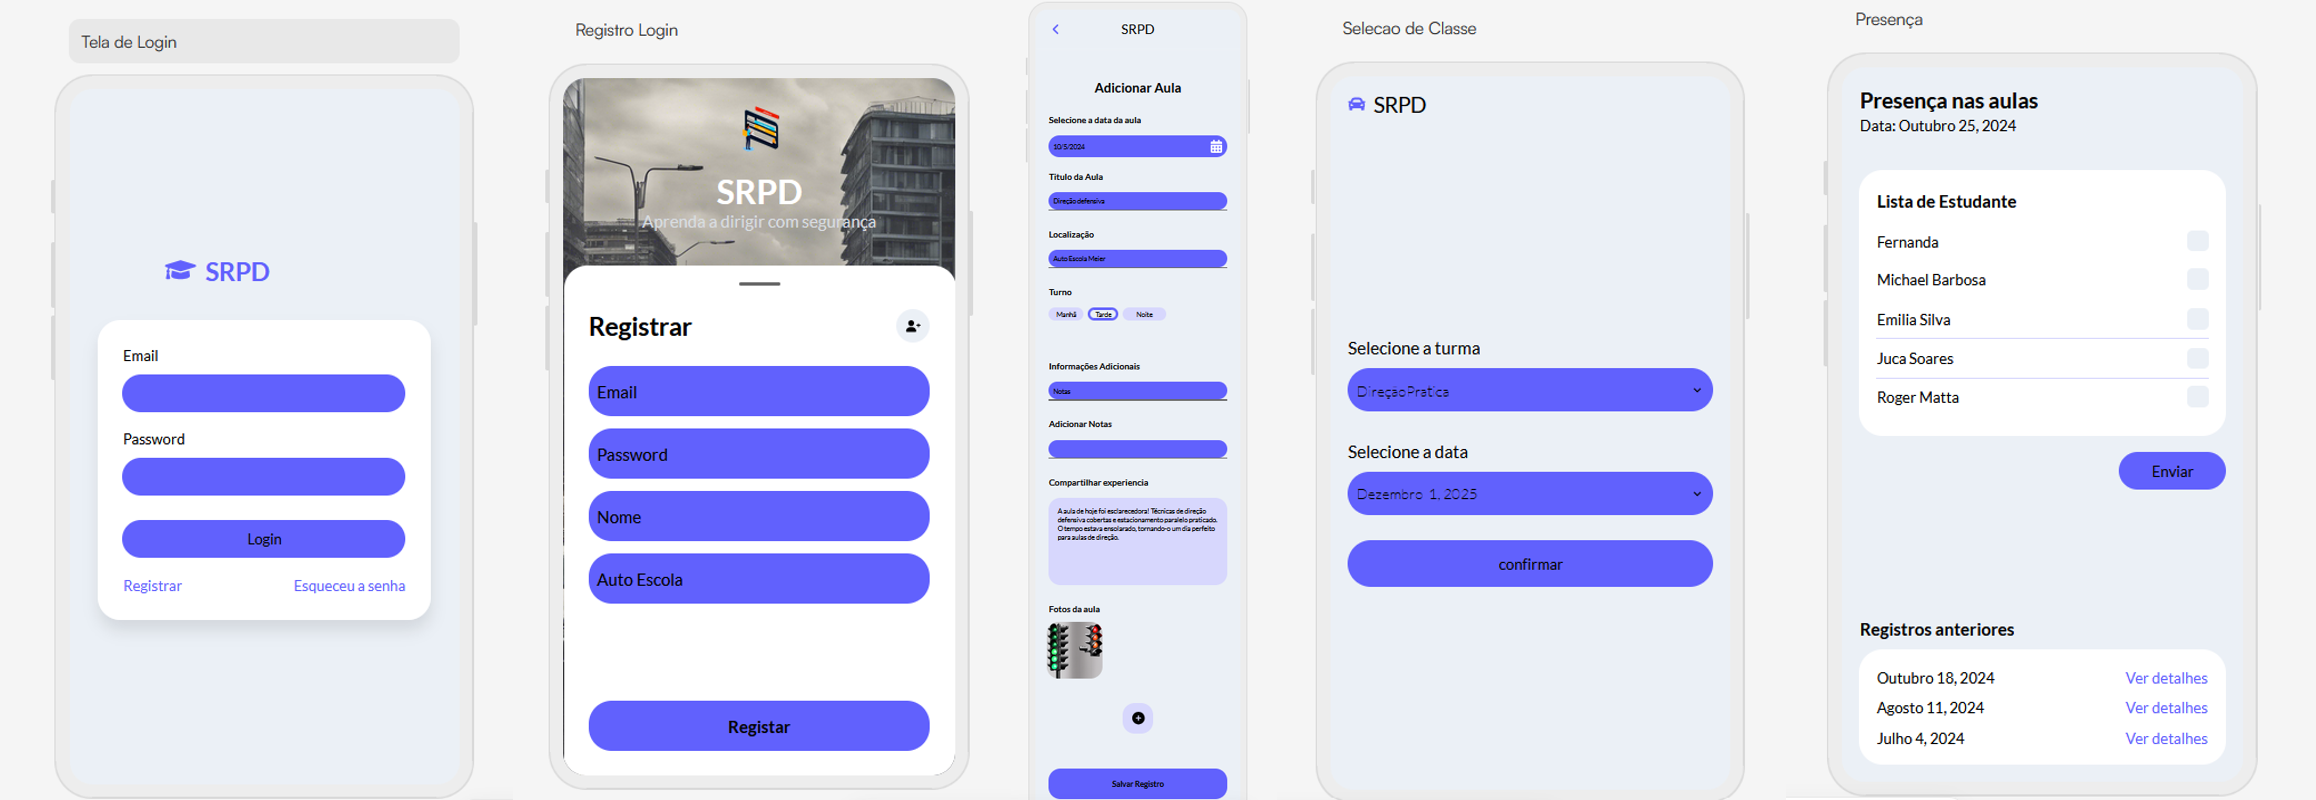 Tela de Login
SRPD
Email
Password
Login
Registrar
Esqueceu a senha
Registro Login
SRPD
Aprenda a dirigir com segurança
Registrar
Email
Password
Nome
Auto Escola
Registar
SRPD
Adicionar Aula
Selecione a data da aula
10/5/2024
Titulo da Aula
Direção defensiva
Localização
Auto Escola Meier
Turno
Manhã
Tarde
Noite
Informações Adicionais
Notas
Adicionar Notas
Compartilhar experiencia
A aula de hoje foi esclarecedora! Técnicas de direção
defensiva cobertas e estacionamento paralelo praticado.
O tempo estava ensolarado, tornando-o um dia perfeito
para aulas de direção.
Fotos da aula
Salvar Registro
Selecao de Classe
SRPD
Selecione a turma
Direção Pratica
Selecione a data
Dezembro 1, 2025
confirmar
Presença
Presença nas aulas
Data: Outubro 25, 2024
Lista de Estudante
Fernanda
Michael Barbosa
Emilia Silva
Juca Soares
Roger Matta
Enviar
Registros anteriores
Outubro 18, 2024 Ver detalhes
Agosto 11, 2024 Ver detalhes
Julho 4, 2024 Ver detalhes